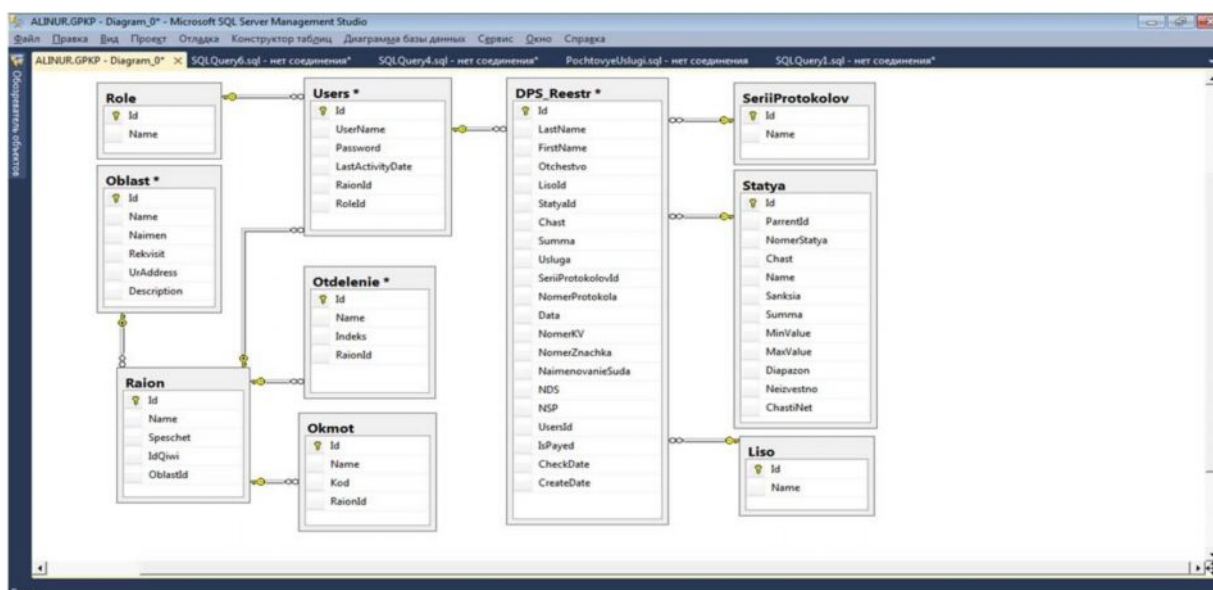 ALINUR.GPKP - Diagram_0* - Microsoft SQL Server Management Studio
Файл Правка Вид Проект Отладка Конструктор таблиц Диаграмма базы данных Сервис Окно Справка
ALINUR.GPKP - Diagram_0* × SQLQuery6.sql - нет соединения* SQLQuery4.sql - нет соединения* PochtovyeUslugi.sql - нет соединения SQLQuery1.sql - нет соединения*
Обозреватель объектов
Role
Id
Name
Oblast *
Id
Name
Naimen
Rekvisit
UrAddress
Description
Raion
Id
Name
Speschet
IdQiwi
OblastId
Users *
Id
UserName
Password
LastActivityDate
RaionId
RoleId
Otdelenie *
Id
Name
Indeks
RaionId
Okmot
Id
Name
Kod
RaionId
DPS_Reestr *
Id
LastName
FirstName
Otchestvo
LisoId
StatyaId
Chast
Summa
Usluga
SeriiProtokolovId
NomerProtokola
Data
NomerKV
NomerZnachka
NaimenovanieSuda
NDS
NSP
UsersId
IsPayed
CheckDate
CreateDate
SeriiProtokolov
Id
Name
Statya
Id
ParrentId
NomerStatya
Chast
Name
Sanksia
Summa
MinValue
MaxValue
Diapazon
Neizvestno
ChastiNet
Liso
Id
Name